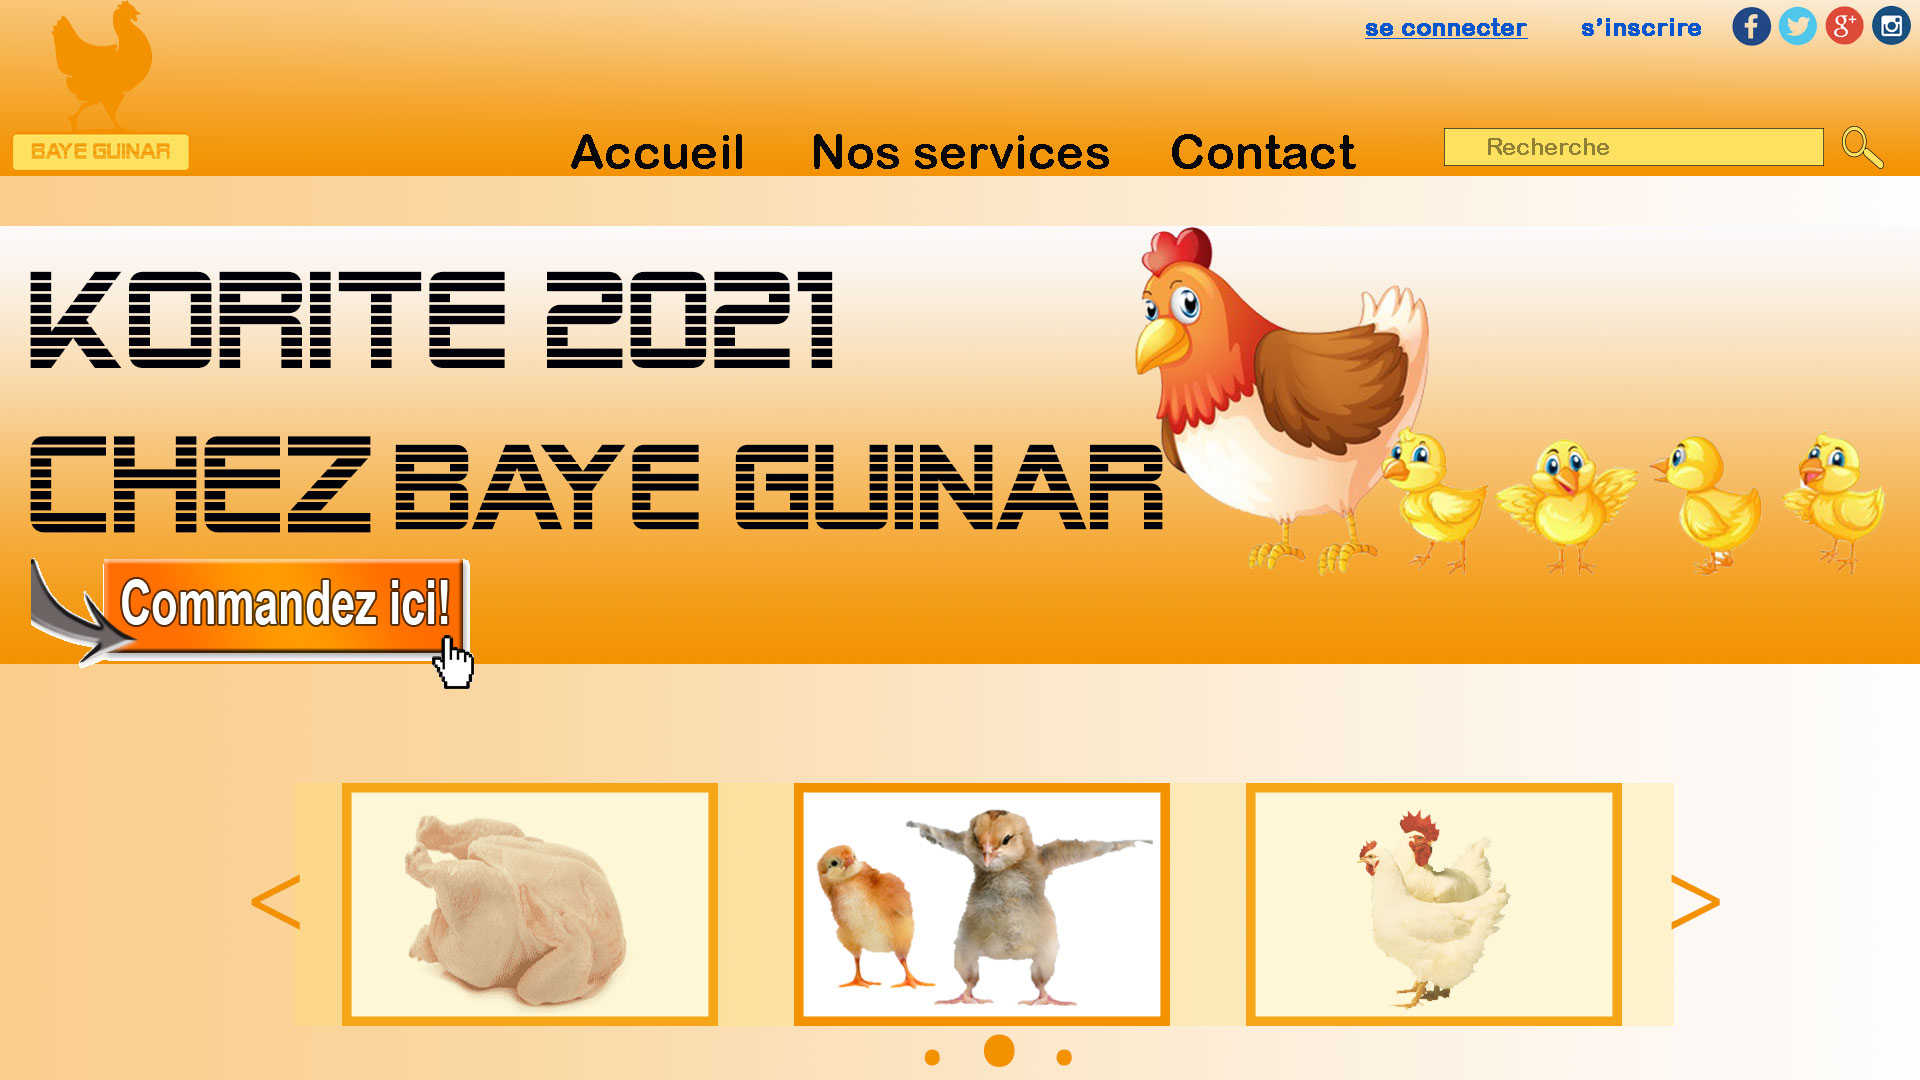 se connecter s'inscrire
BAYE GUINAR
Accueil Nos services Contact Recherche
KORITE 2021
CHEZ BAYE GUINAR
Commandez ici!
< >